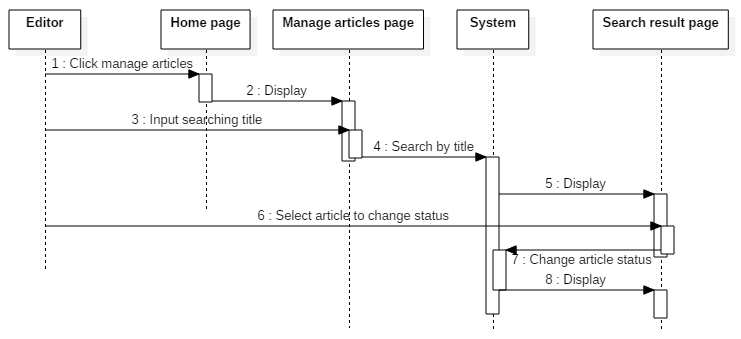 Editor
Home page
Manage articles page
System
Search result page
1 : Click manage articles
2 : Display
3 : Input searching title
4 : Search by title
5 : Display
6 : Select article to change status
7 : Change article status
8 : Display